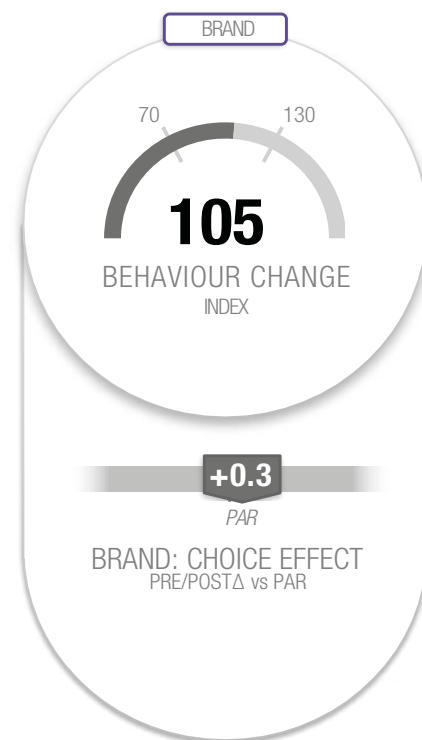 BRAND
70
130
105
BEHAVIOUR CHANGE
INDEX
+0.3
PAR
BRAND: CHOICE EFFECT
PRE/POSTΔ vs PAR